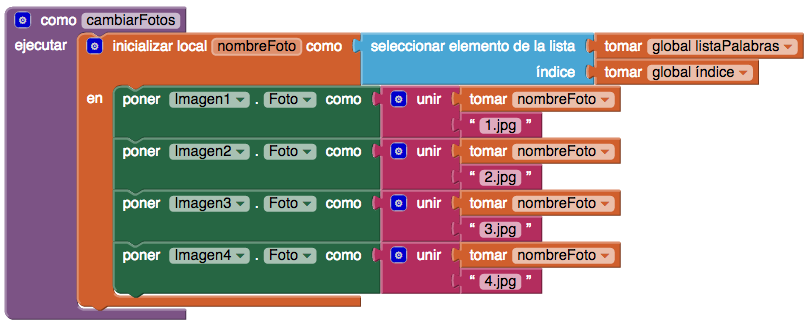 como cambiarFotos
ejecutar inicializar local nombreFoto como seleccionar elemento de la lista tomar global listaPalabras
índice tomar global índice
en poner Imagen1 . Foto como unir tomar nombreFoto
“ 1.jpg ”
poner Imagen2 . Foto como unir tomar nombreFoto
“ 2.jpg ”
poner Imagen3 . Foto como unir tomar nombreFoto
“ 3.jpg ”
poner Imagen4 . Foto como unir tomar nombreFoto
“ 4.jpg ”